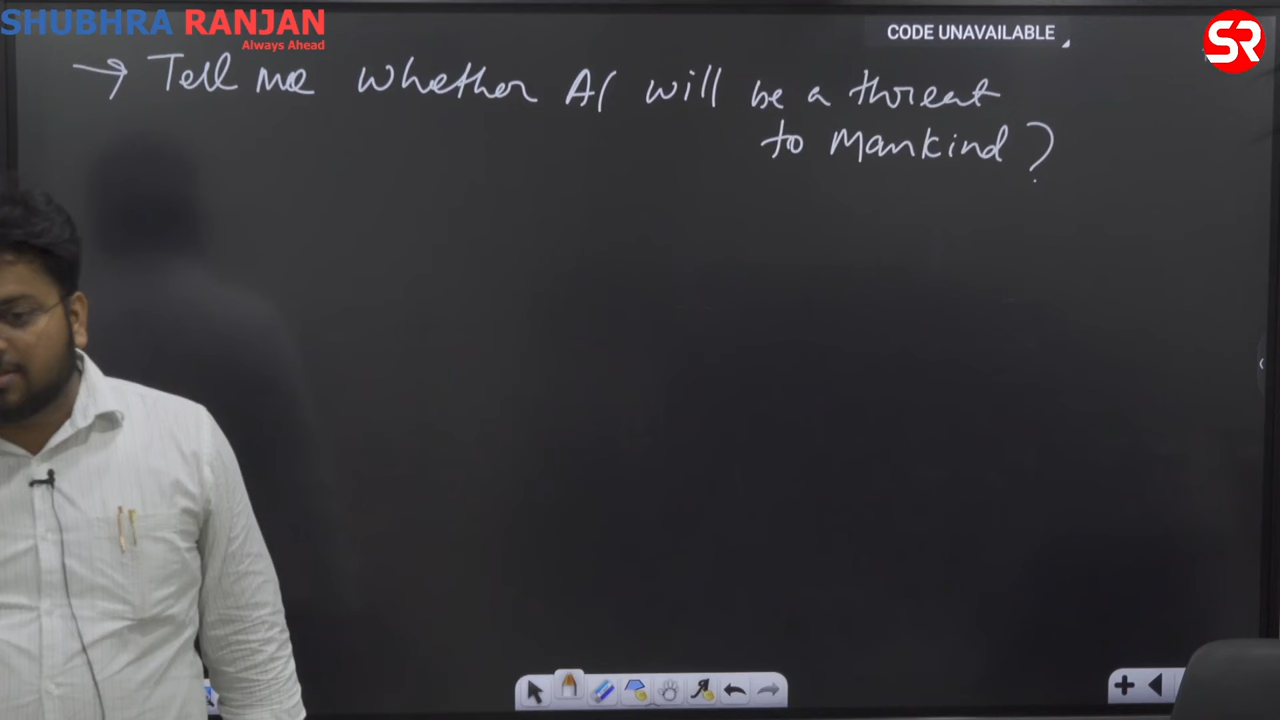 SHUBHRA RANJAN
Always Ahead
CODE UNAVAILABLE
SR
→ Tell me whether AI will be a threat
to Mankind?